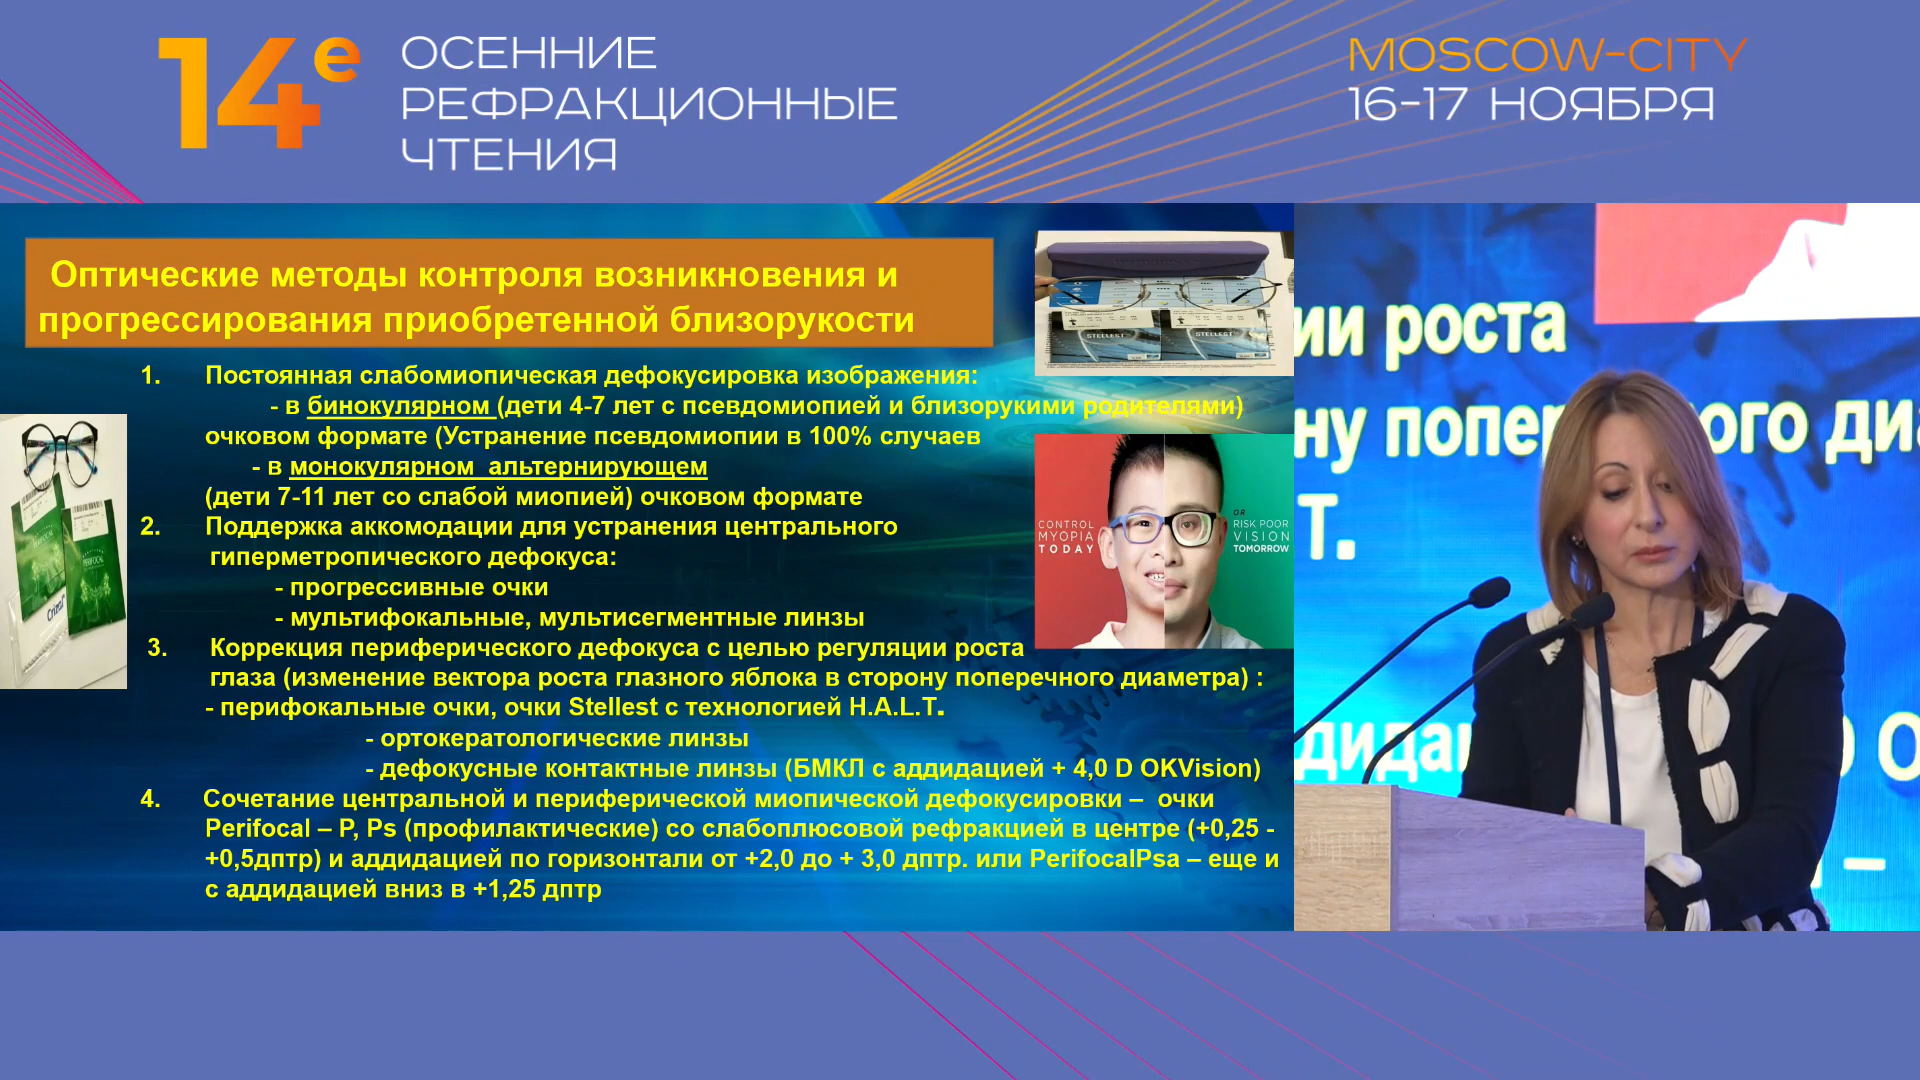 14е
ОСЕННИЕ
РЕФРАКЦИОННЫЕ
ЧТЕНИЯ
MOSCOW-CITY
16-17 НОЯБРЯ
Оптические методы контроля возникновения и
прогрессирования приобретенной близорукости
1. Постоянная слабомиопическая дефокусировка изображения:
- в бинокулярном (дети 4-7 лет с псевдомиопией и близорукими родителями)
очковом формате (Устранение псевдомиопии в 100% случаев
- в монокулярном альтернирующем
(дети 7-11 лет со слабой миопией) очковом формате
2. Поддержка аккомодации для устранения центрального
гиперметропического дефокуса:
- прогрессивные очки
- мультифокальные, мультисегментные линзы
3. Коррекция периферического дефокуса с целью регуляции роста
глаза (изменение вектора роста глазного яблока в сторону поперечного диаметра) :
- перифокальные очки, очки Stellest с технологией H.A.L.T.
- ортокератологические линзы
- дефокусные контактные линзы (БМКЛ с аддидацией + 4,0 D OKVision)
4. Сочетание центральной и периферической миопической дефокусировки – очки
Perifocal – P, Ps (профилактические) со слабоплюсовой рефракцией в центре (+0,25 -
+0,5дптр) и аддидацией по горизонтали от +2,0 до + 3,0 дптр. или PerifocalPsa – еще и
с аддидацией вниз в +1,25 дптр
STELLEST
STELLEST
CONTROL
MYOPIA
TODAY
OR
RISK POOR
VISION
TOMORROW
PERIFOCAL
PERIFOCAL
Crizal
ии роста
ну попер
ого диа
Т.
дида
О
–